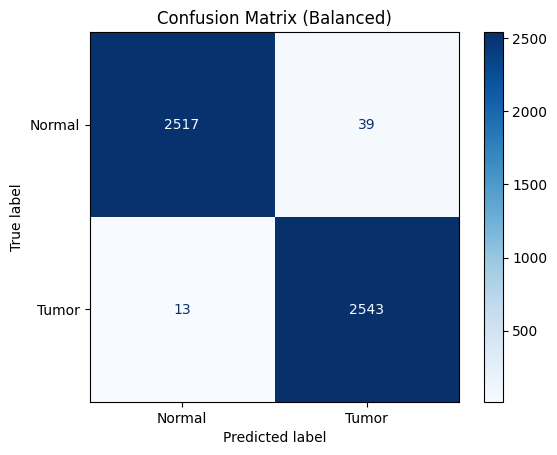 Confusion Matrix (Balanced)
True label
Normal
2517
39
Tumor
13
2543
Normal
Tumor
Predicted label
2500
2000
1500
1000
500